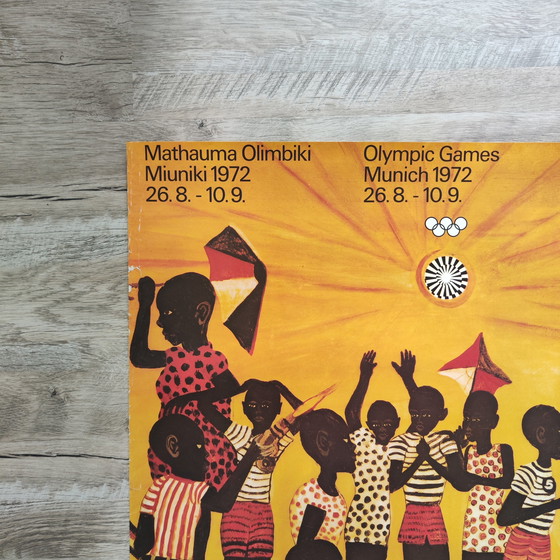 Mathauma Olimbiki
Miuniki 1972
26.8. - 10.9.
Olympic Games
Munich 1972
26.8. - 10.9.